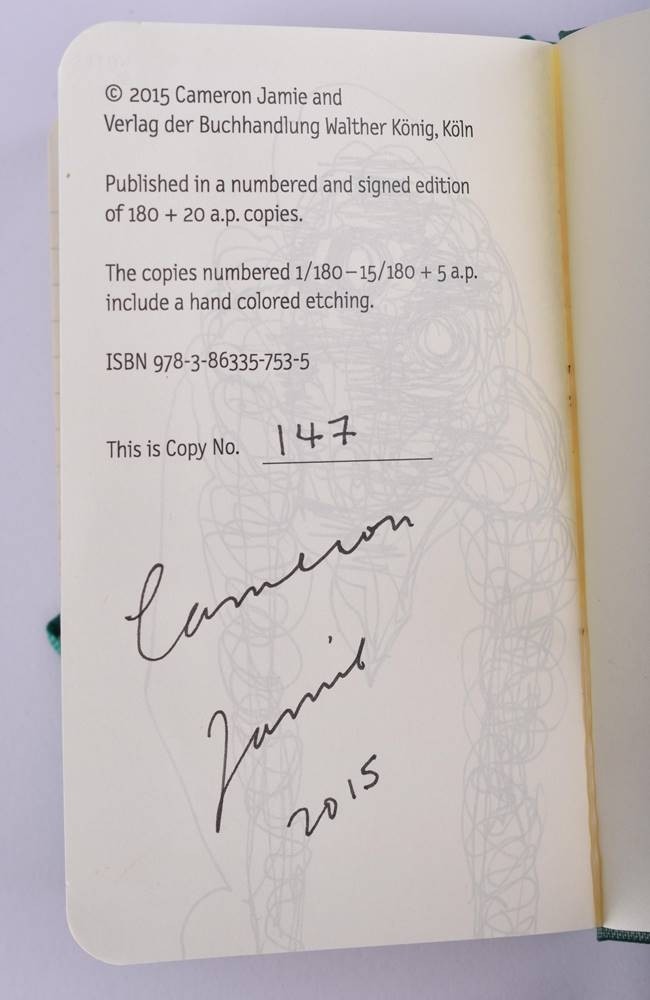 © 2015 Cameron Jamie and
Verlag der Buchhandlung Walther König, Köln
Published in a numbered and signed edition
of 180 + 20 a.p. copies.
The copies numbered 1/180–15/180 + 5 a.p.
include a hand colored etching.
ISBN 978-3-86335-753-5
This is Copy No. 147
Cameron
Jamie
2015